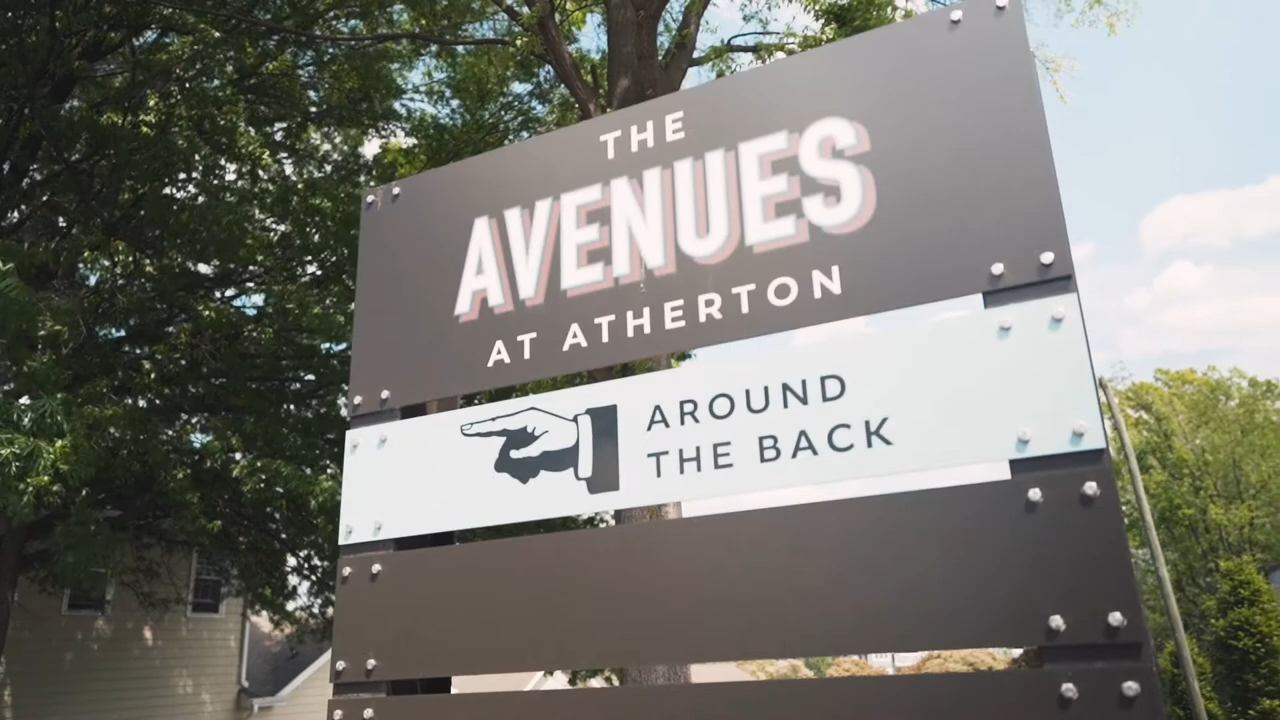 THE
AVENUES
AT ATHERTON
AROUND
THE BACK